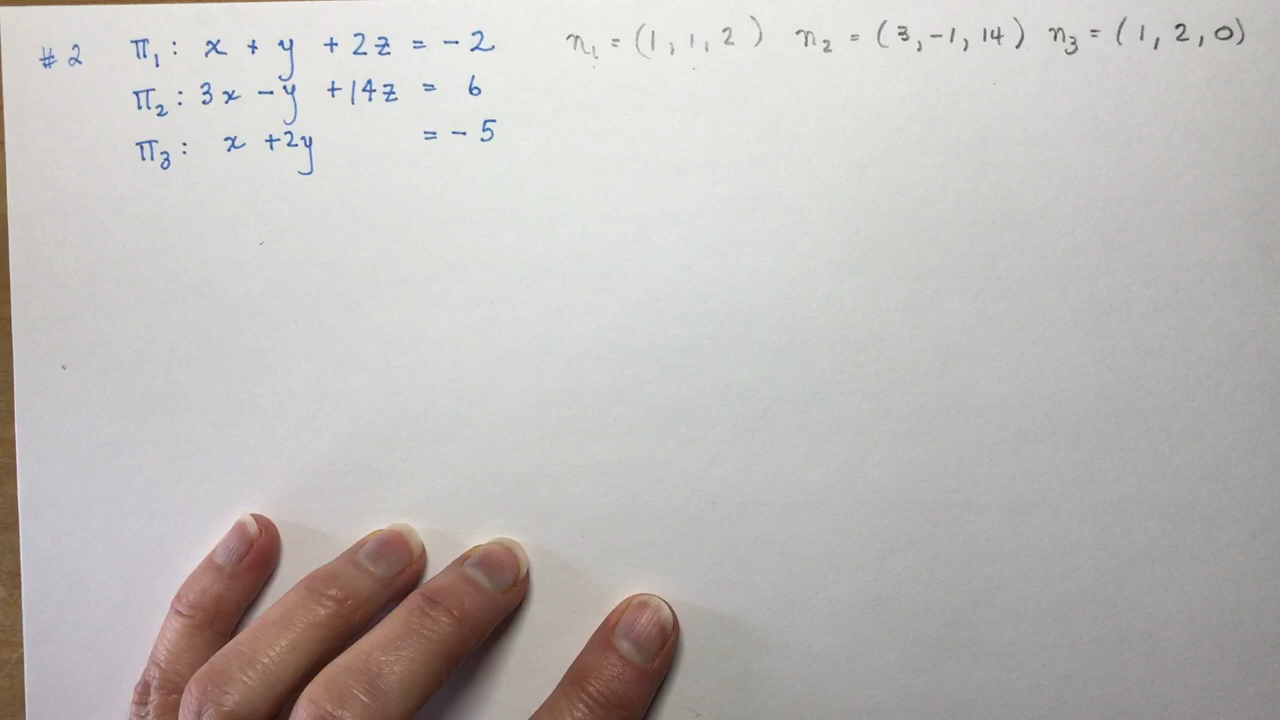 #2 π₁: x + y + 2z = -2 n₁ = (1, 1, 2) n₂ = (3, -1, 14) n₃ = (1, 2, 0)
π₂: 3x - y + 14z = 6
π₃: x + 2y = -5